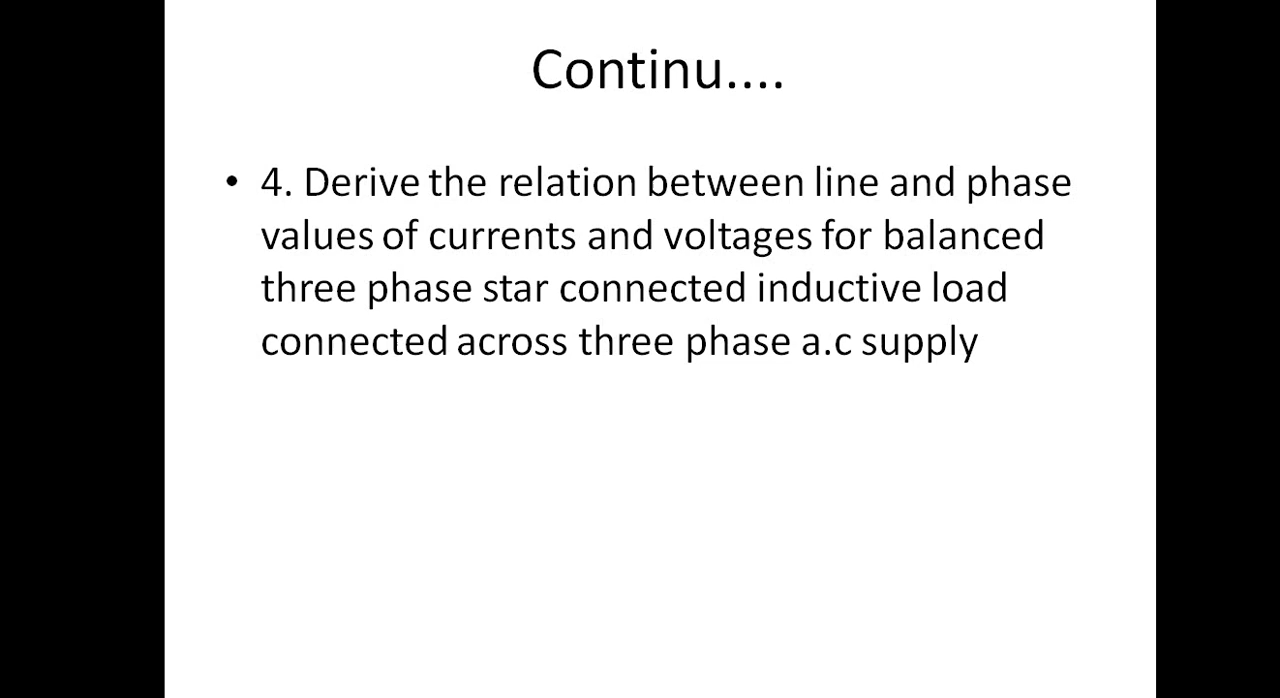 Continu....
• 4. Derive the relation between line and phase
values of currents and voltages for balanced
three phase star connected inductive load
connected across three phase a.c supply